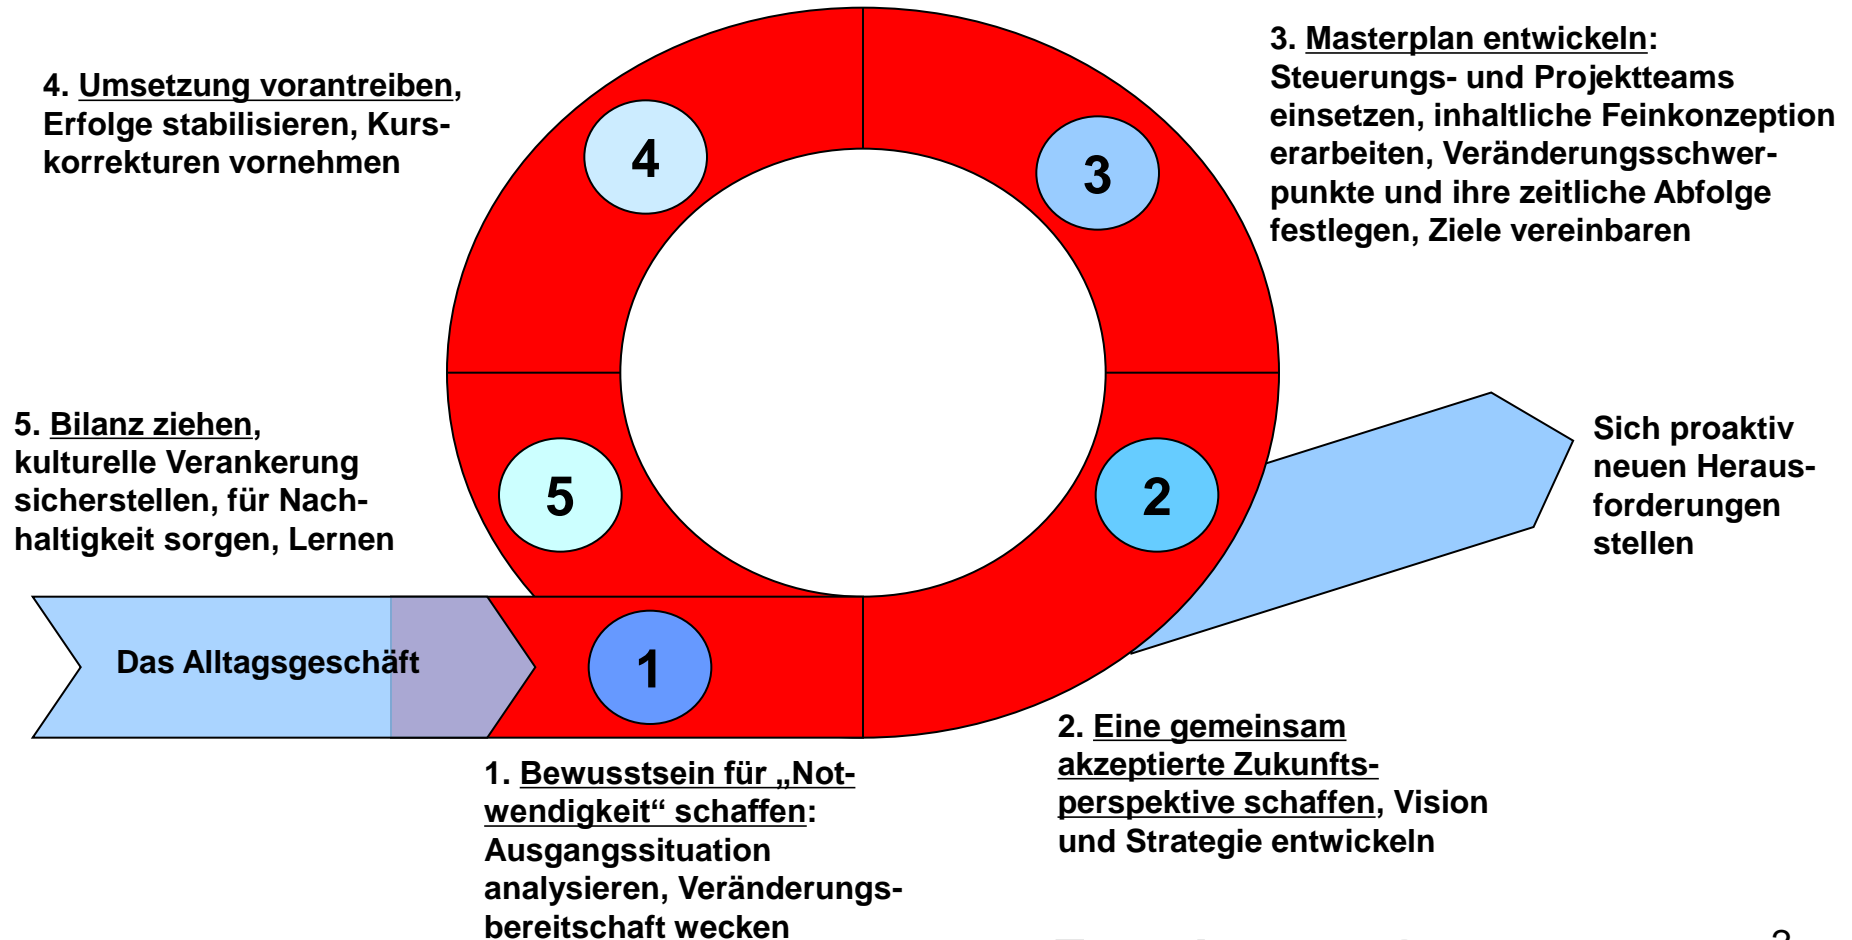 4. Umsetzung vorantreiben,
Erfolge stabilisieren, Kurs-
korrekturen vornehmen
3. Masterplan entwickeln:
Steuerungs- und Projektteams
einsetzen, inhaltliche Feinkonzeption
erarbeiten, Veränderungsschwer-
punkte und ihre zeitliche Abfolge
festlegen, Ziele vereinbaren
4
3
5. Bilanz ziehen,
kulturelle Verankerung
sicherstellen, für Nach-
haltigkeit sorgen, Lernen
5
2
Sich proaktiv
neuen Heraus-
forderungen
stellen
Das Alltagsgeschäft
1
1. Bewusstsein für „Not-
wendigkeit“ schaffen:
Ausgangssituation
analysieren, Veränderungs-
bereitschaft wecken
2. Eine gemeinsam
akzeptierte Zukunfts-
perspektive schaffen, Vision
und Strategie entwickeln